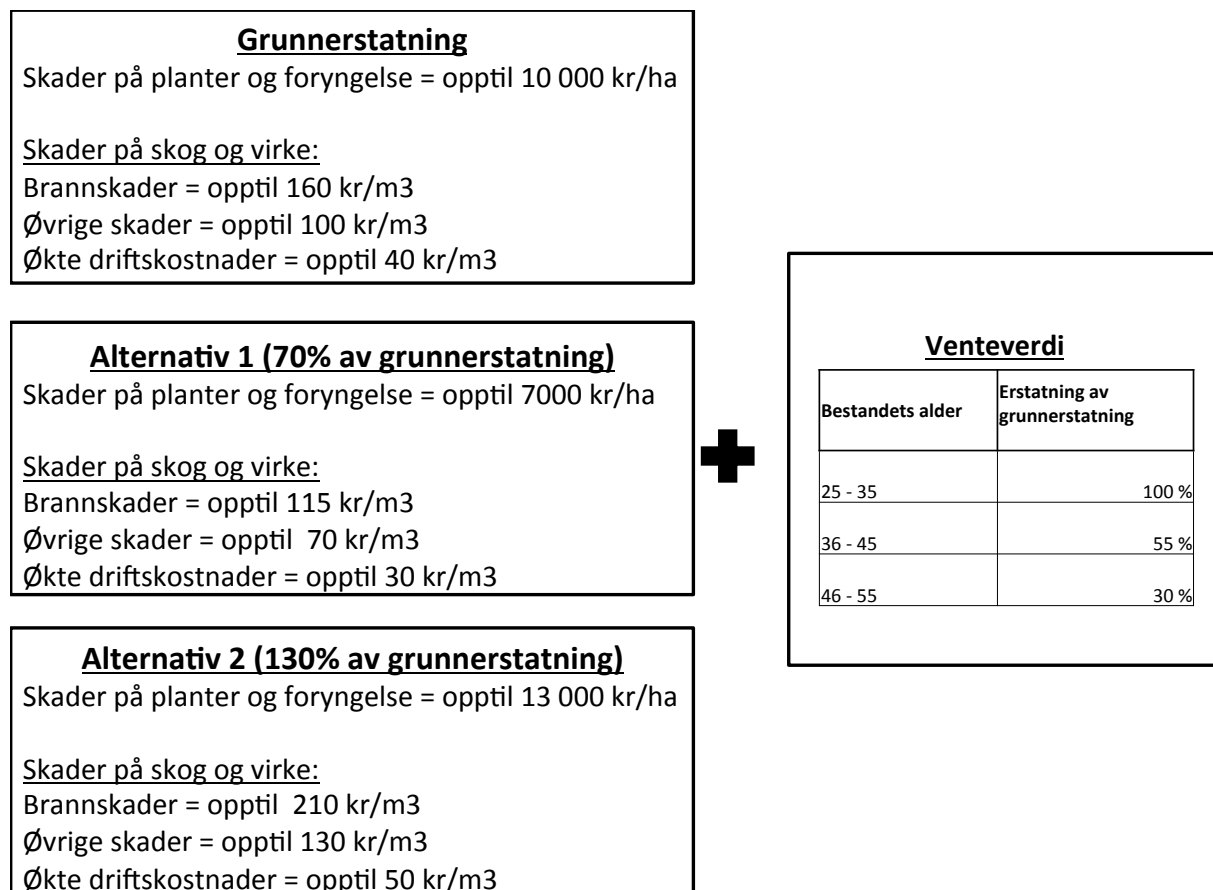 Grunnerstatning
Skader på planter og foryngelse = opptil 10 000 kr/ha
Skader på skog og virke:
Brannskader = opptil 160 kr/m3
Øvrige skader = opptil 100 kr/m3
Økte driftskostnader = opptil 40 kr/m3
Alternativ 1 (70% av grunnerstatning)
Skader på planter og foryngelse = opptil 7000 kr/ha
Skader på skog og virke:
Brannskader = opptil 115 kr/m3
Øvrige skader = opptil  70 kr/m3
Økte driftskostnader = opptil 30 kr/m3
Alternativ 2 (130% av grunnerstatning)
Skader på planter og foryngelse = opptil 13 000 kr/ha
Skader på skog og virke:
Brannskader = opptil  210 kr/m3
Øvrige skader = opptil 130 kr/m3
Økte driftskostnader = opptil 50 kr/m3
Venteverdi
Bestandets alder Erstatning av
grunnerstatning
25 - 35 100 %
36 - 45 55 %
46 - 55 30 %